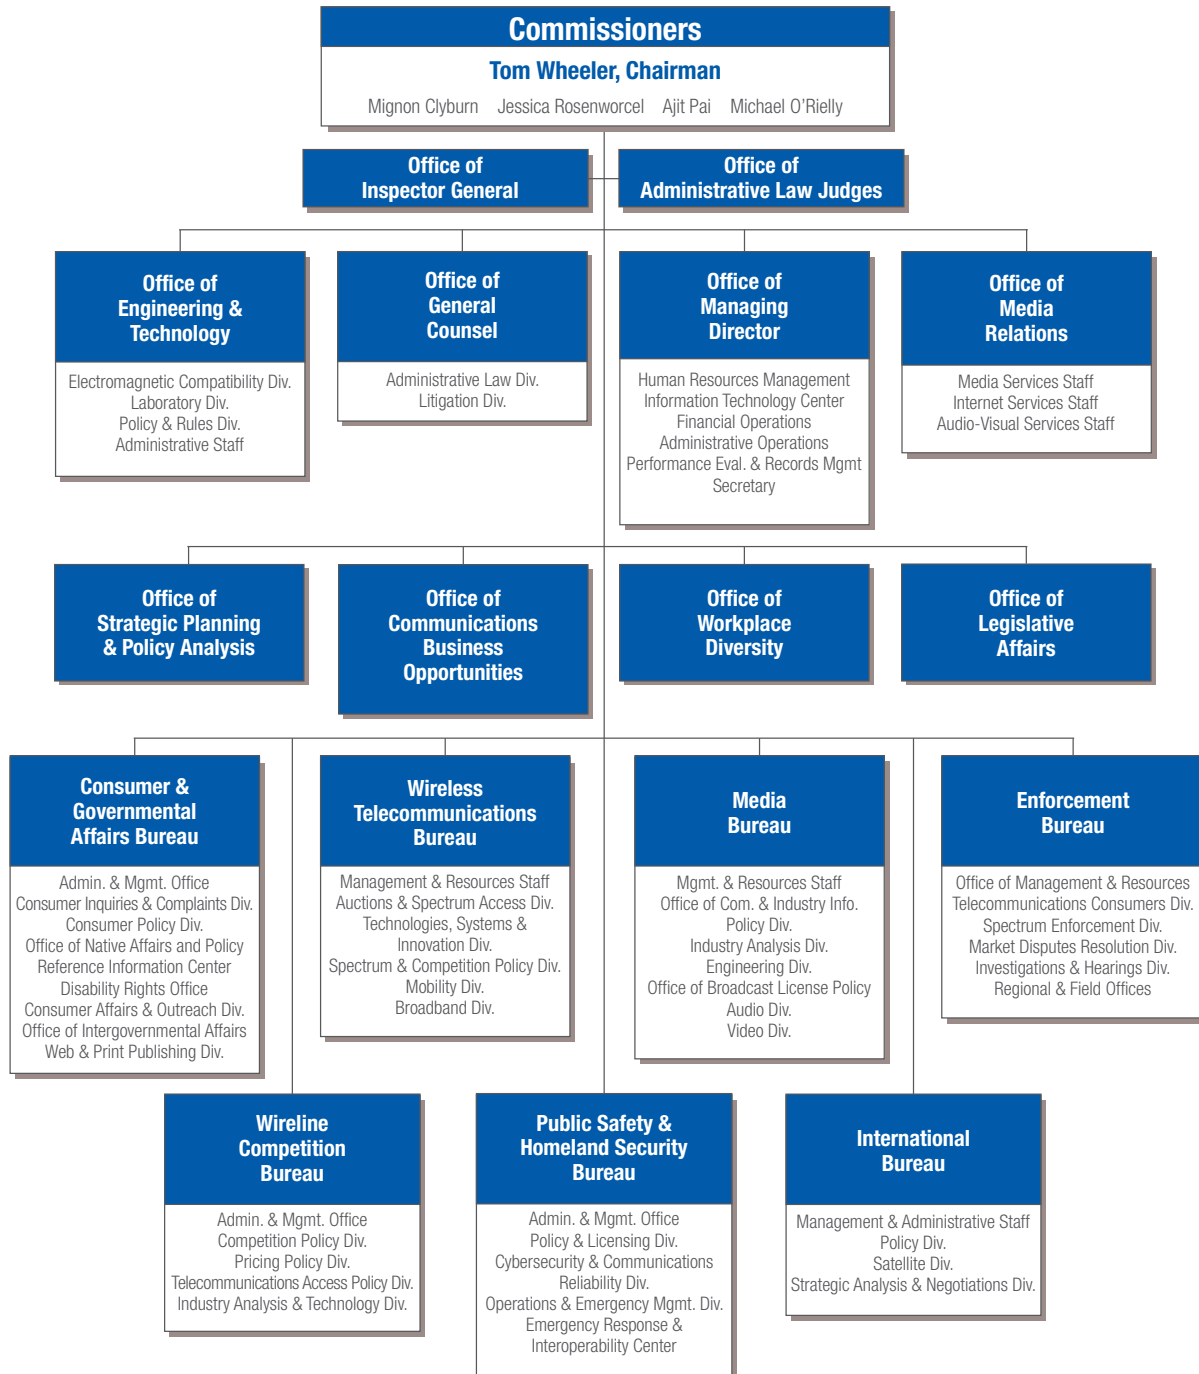 Commissioners
Tom Wheeler, Chairman
Mignon Clyburn Jessica Rosenworcel Ajit Pai Michael O'Rielly
Office of
Inspector General
Office of
Administrative Law Judges
Office of
Engineering &
Technology
Electromagnetic Compatibility Div.
Laboratory Div.
Policy & Rules Div.
Administrative Staff
Office of
General
Counsel
Administrative Law Div.
Litigation Div.
Office of
Managing
Director
Human Resources Management
Information Technology Center
Financial Operations
Administrative Operations
Performance Eval. & Records Mgmt
Secretary
Office of
Media
Relations
Media Services Staff
Internet Services Staff
Audio-Visual Services Staff
Office of
Strategic Planning
& Policy Analysis
Office of
Communications
Business
Opportunities
Office of
Workplace
Diversity
Office of
Legislative
Affairs
Consumer &
Governmental
Affairs Bureau
Admin. & Mgmt. Office
Consumer Inquiries & Complaints Div.
Consumer Policy Div.
Office of Native Affairs and Policy
Reference Information Center
Disability Rights Office
Consumer Affairs & Outreach Div.
Office of Intergovernmental Affairs
Web & Print Publishing Div.
Wireless
Telecommunications
Bureau
Management & Resources Staff
Auctions & Spectrum Access Div.
Technologies, Systems &
Innovation Div.
Spectrum & Competition Policy Div.
Mobility Div.
Broadband Div.
Media
Bureau
Mgmt. & Resources Staff
Office of Com. & Industry Info.
Policy Div.
Industry Analysis Div.
Engineering Div.
Office of Broadcast License Policy
Audio Div.
Video Div.
Enforcement
Bureau
Office of Management & Resources
Telecommunications Consumers Div.
Spectrum Enforcement Div.
Market Disputes Resolution Div.
Investigations & Hearings Div.
Regional & Field Offices
Wireline
Competition
Bureau
Admin. & Mgmt. Office
Competition Policy Div.
Pricing Policy Div.
Telecommunications Access Policy Div.
Industry Analysis & Technology Div.
Public Safety &
Homeland Security
Bureau
Admin. & Mgmt. Office
Policy & Licensing Div.
Cybersecurity & Communications
Reliability Div.
Operations & Emergency Mgmt. Div.
Emergency Response &
Interoperability Center
International
Bureau
Management & Administrative Staff
Policy Div.
Satellite Div.
Strategic Analysis & Negotiations Div.